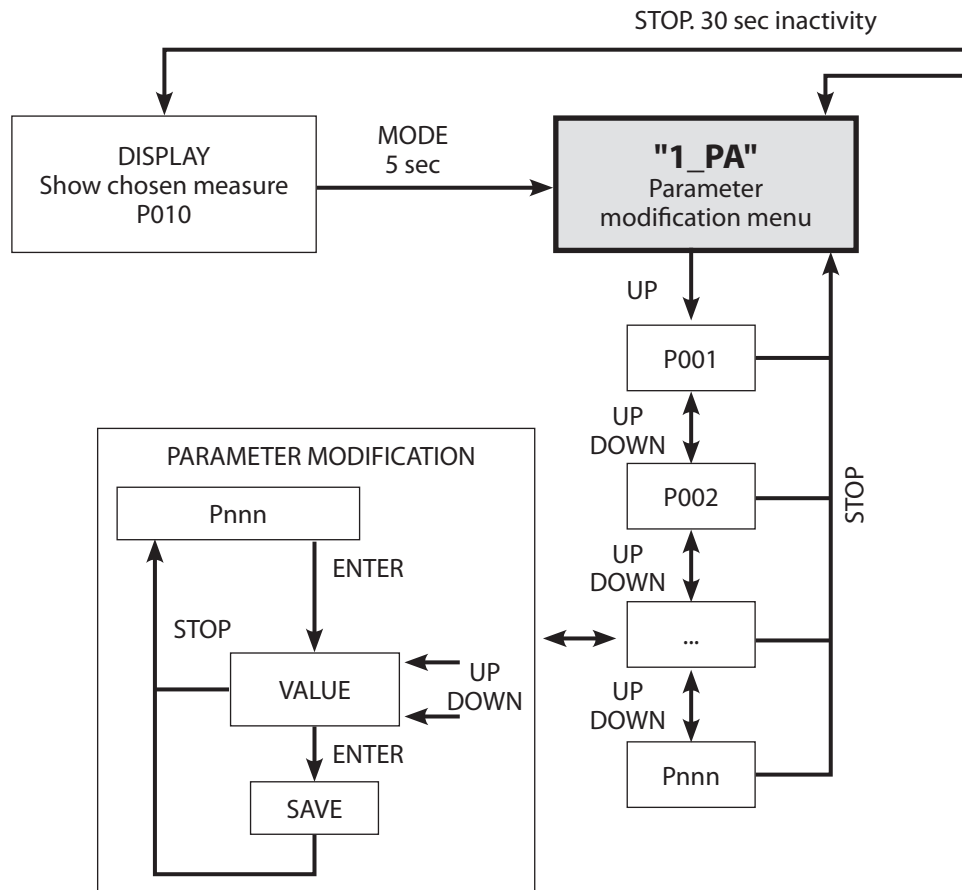 STOP. 30 sec inactivity
DISPLAY
Show chosen measure
P010
MODE
5 sec
"1_PA"
Parameter
modification menu
UP
P001
UP
DOWN
P002
UP
DOWN
...
UP
DOWN
Pnnn
STOP
PARAMETER MODIFICATION
Pnnn
ENTER
STOP
VALUE
UP
DOWN
ENTER
SAVE